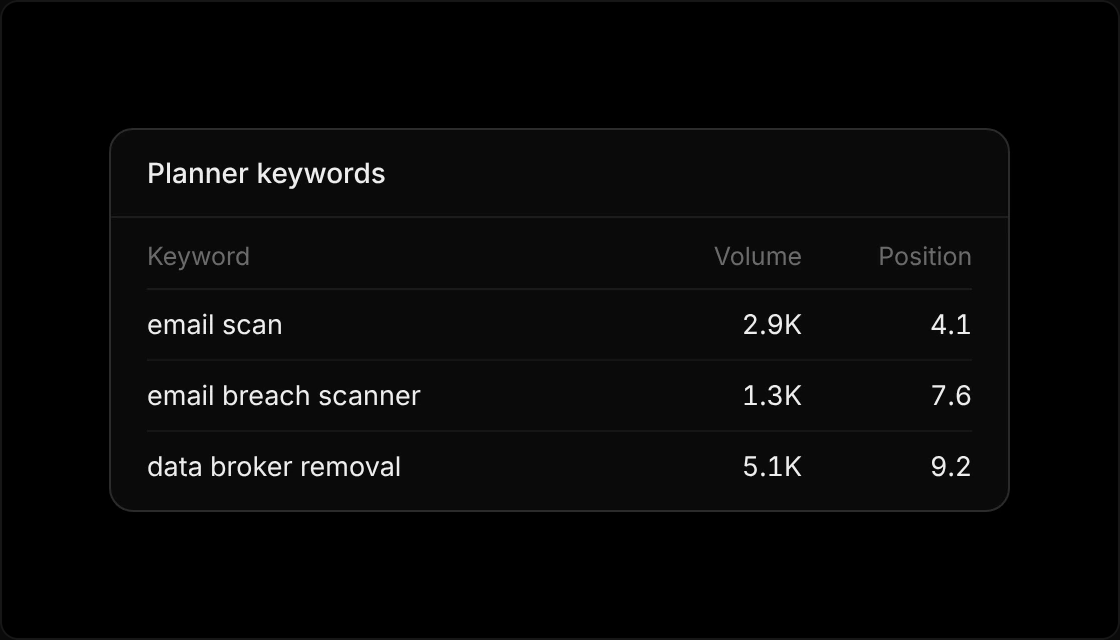 Planner keywords
Keyword Volume Position
email scan 2.9K 4.1
email breach scanner 1.3K 7.6
data broker removal 5.1K 9.2